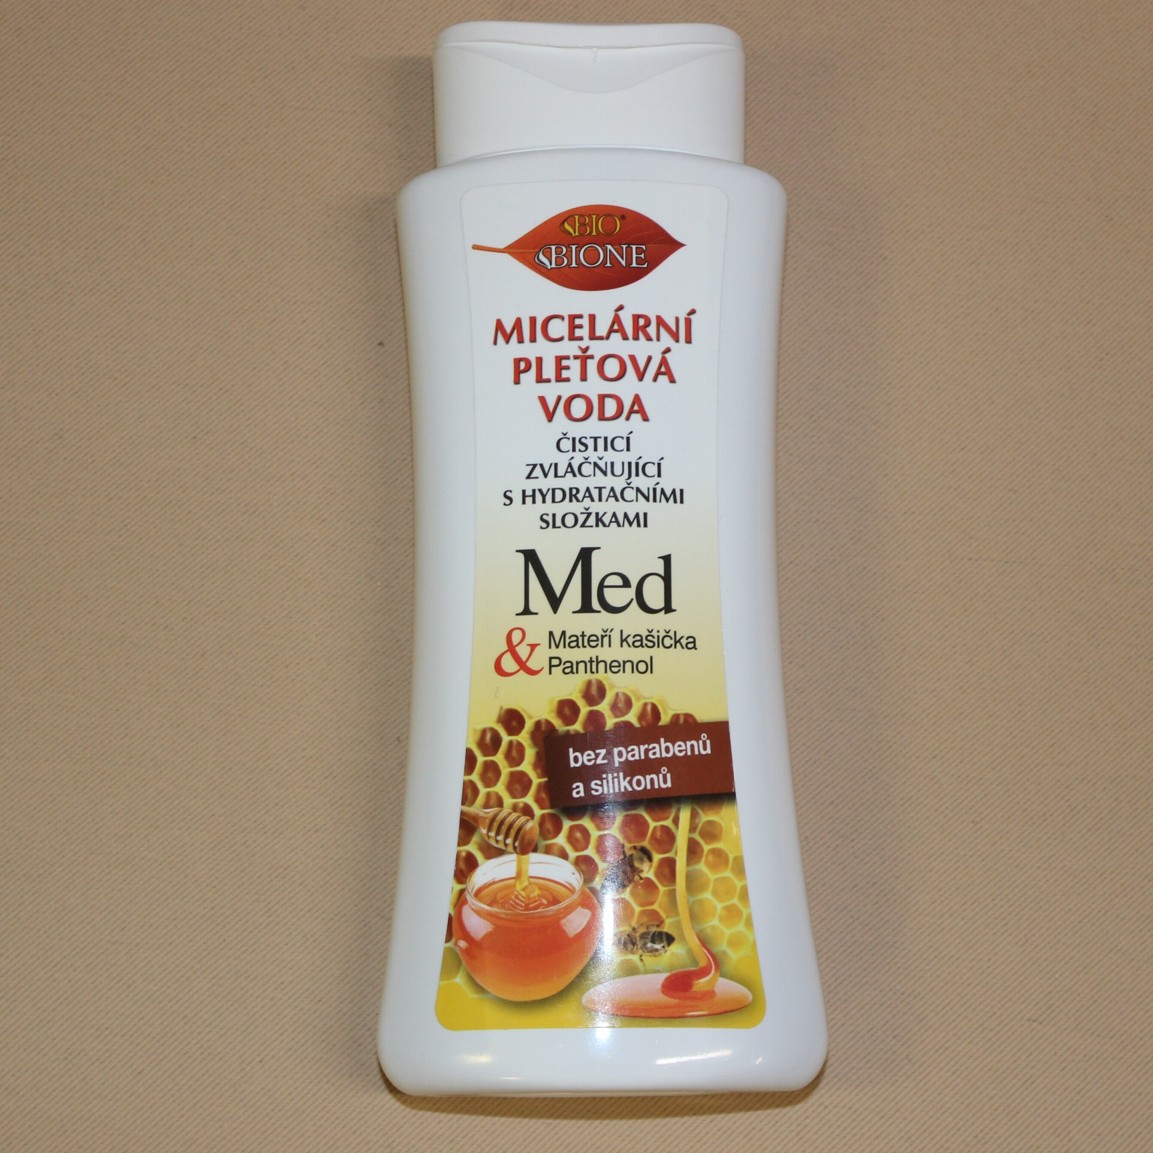 BIO®
BIONE
MICELÁRNÍ
PLEŤOVÁ
VODA
ČISTICÍ
ZVLÁČŇUJÍCÍ
S HYDRATAČNÍMI
SLOŽKAMI
Med
& Mateří kašička
Panthenol
bez parabenů
a silikonů